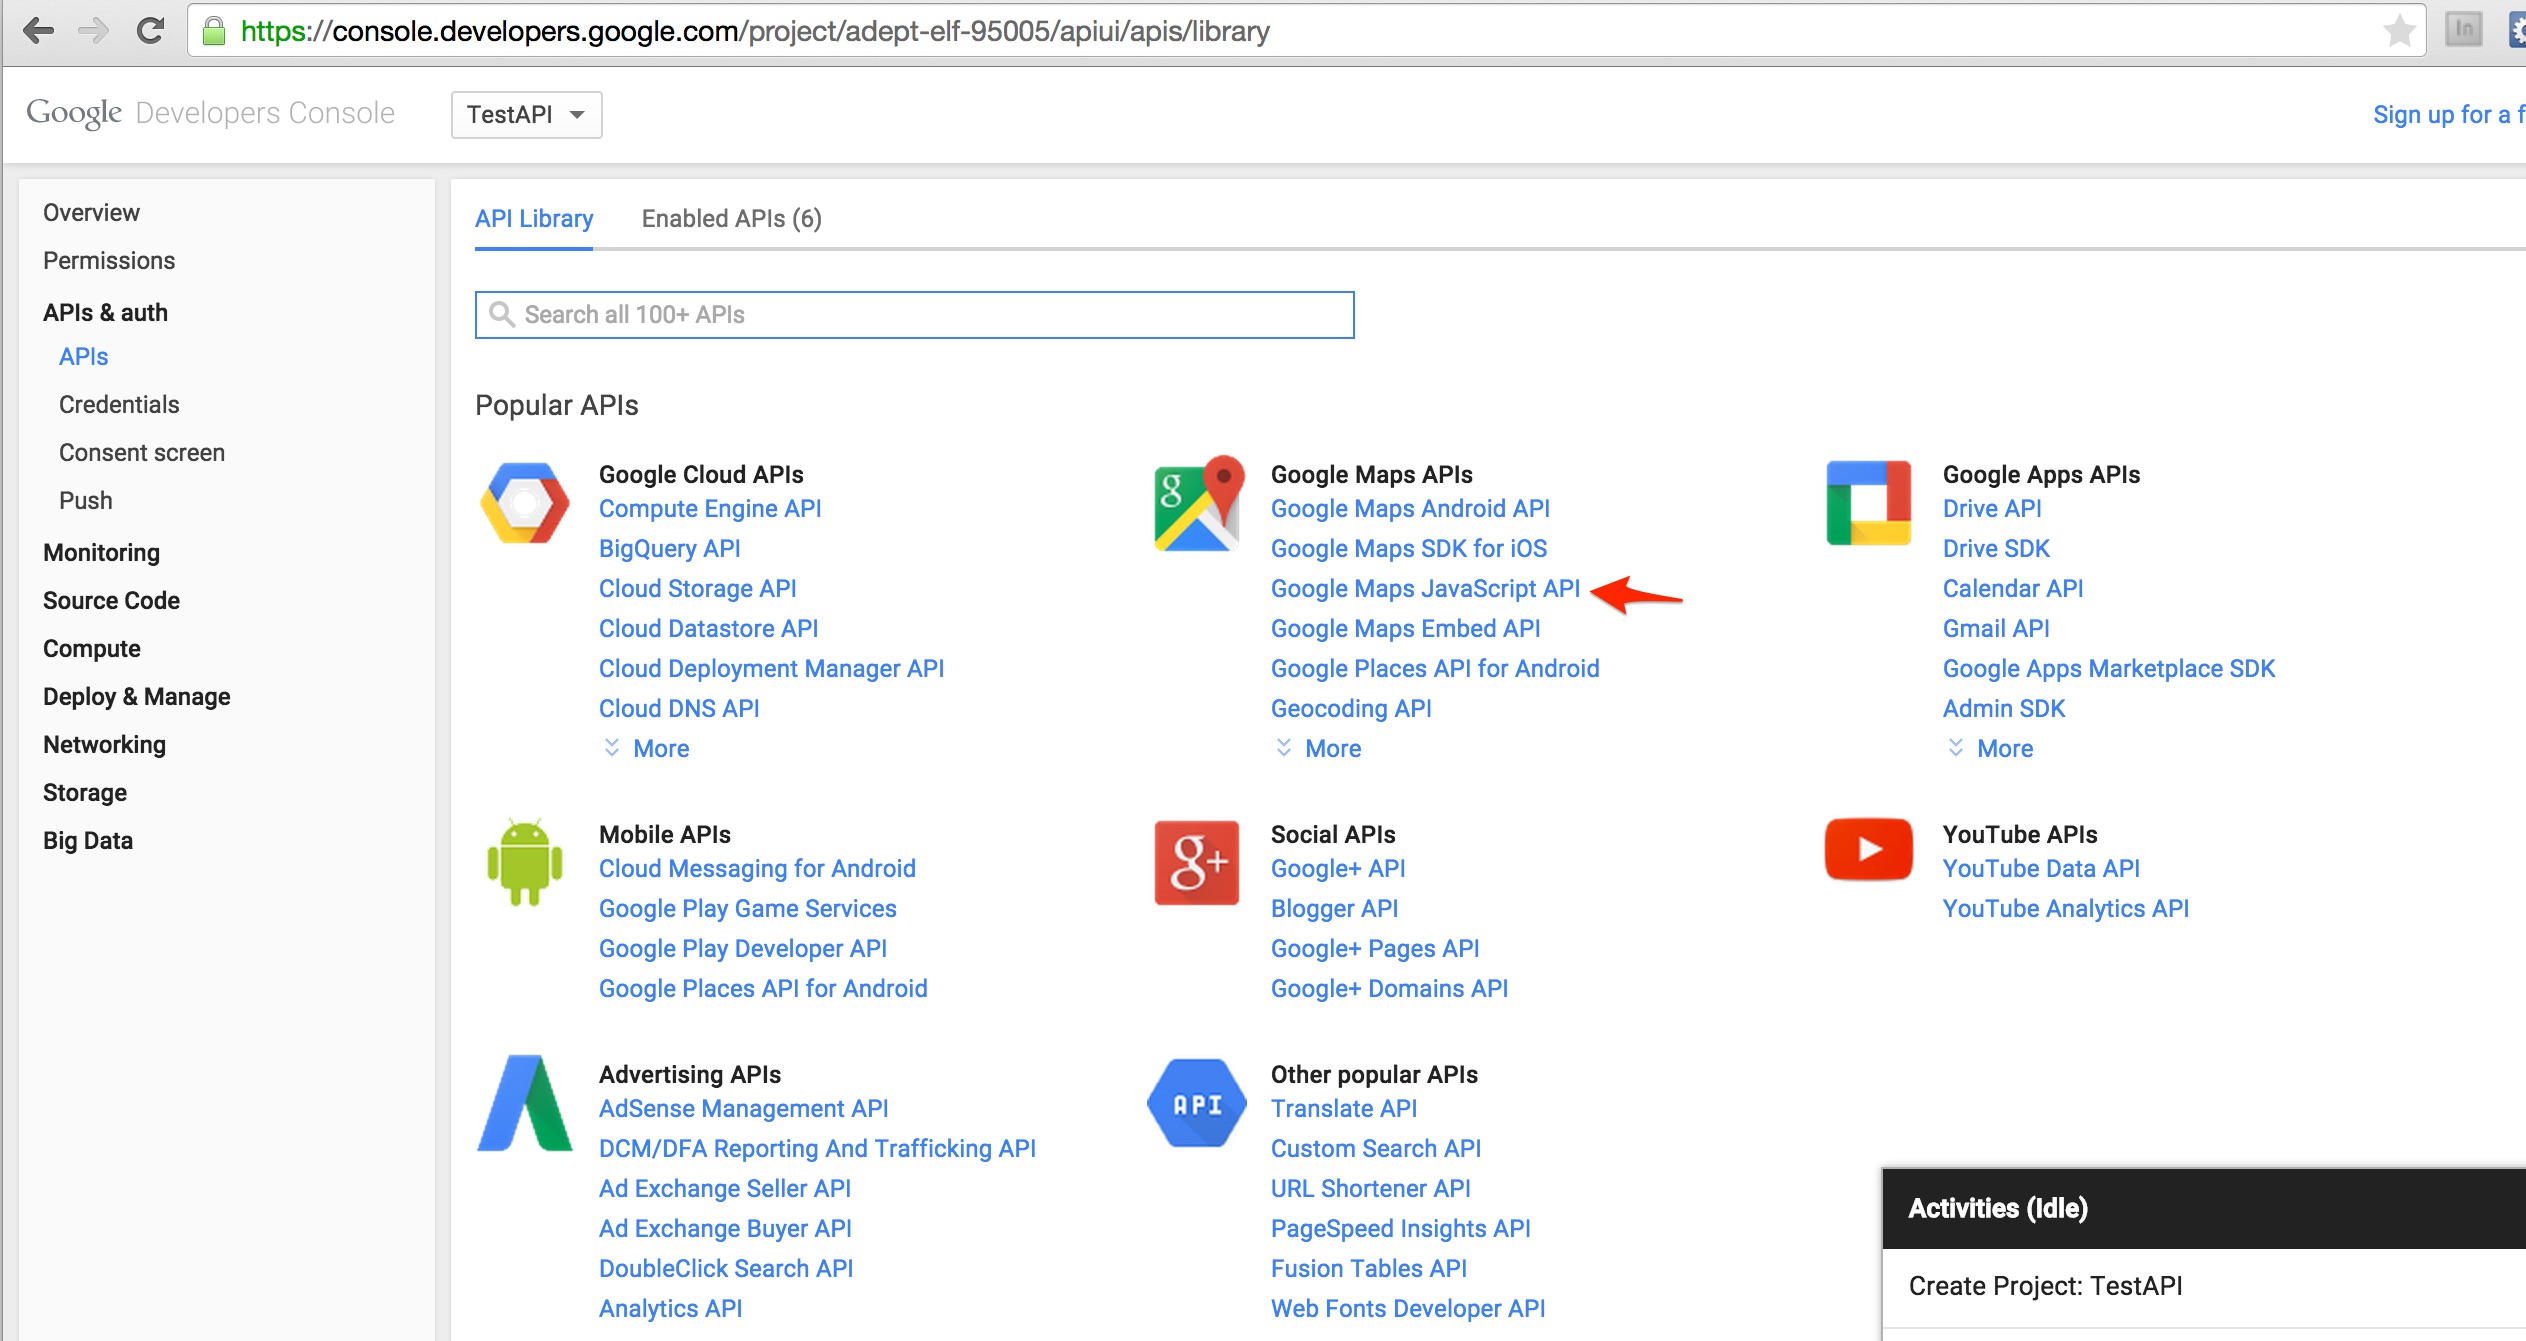 https://console.developers.google.com/project/adept-elf-95005/apiui/apis/library
In
Google Developers Console
TestAPI
Sign up for a f
Overview
Permissions
APIs & auth
APIs
Credentials
Consent screen
Push
Monitoring
Source Code
Compute
Deploy & Manage
Networking
Storage
Big Data
API Library
Enabled APIs (6)
Search all 100+ APIs
Popular APIs
Google Cloud APIs
Compute Engine API
BigQuery API
Cloud Storage API
Cloud Datastore API
Cloud Deployment Manager API
Cloud DNS API
More
g
Google Maps APIs
Google Maps Android API
Google Maps SDK for iOS
Google Maps JavaScript API
Google Maps Embed API
Google Places API for Android
Geocoding API
More
Google Apps APIs
Drive API
Drive SDK
Calendar API
Gmail API
Google Apps Marketplace SDK
Admin SDK
More
Mobile APIs
Cloud Messaging for Android
Google Play Game Services
Google Play Developer API
Google Places API for Android
g+
Social APIs
Google+ API
Blogger API
Google+ Pages API
Google+ Domains API
YouTube APIs
YouTube Data API
YouTube Analytics API
Advertising APIs
AdSense Management API
DCM/DFA Reporting And Trafficking API
Ad Exchange Seller API
Ad Exchange Buyer API
DoubleClick Search API
Analytics API
API
Other popular APIs
Translate API
Custom Search API
URL Shortener API
PageSpeed Insights API
Fusion Tables API
Web Fonts Developer API
Activities (Idle)
Create Project: TestAPI